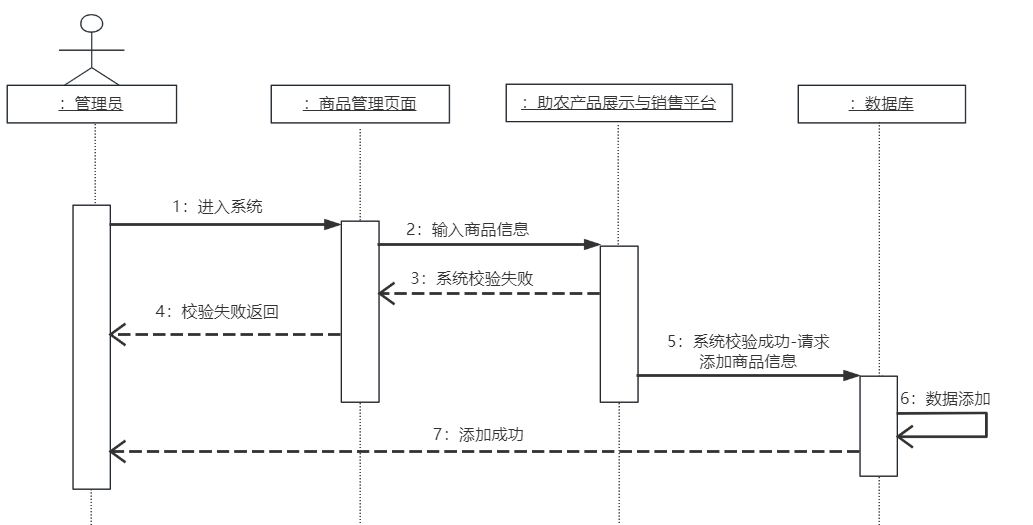 ：管理员
：商品管理页面
：助农产品展示与销售平台
：数据库
1：进入系统
2：输入商品信息
3：系统校验失败
4：校验失败返回
5：系统校验成功-请求
添加商品信息
6：数据添加
7：添加成功